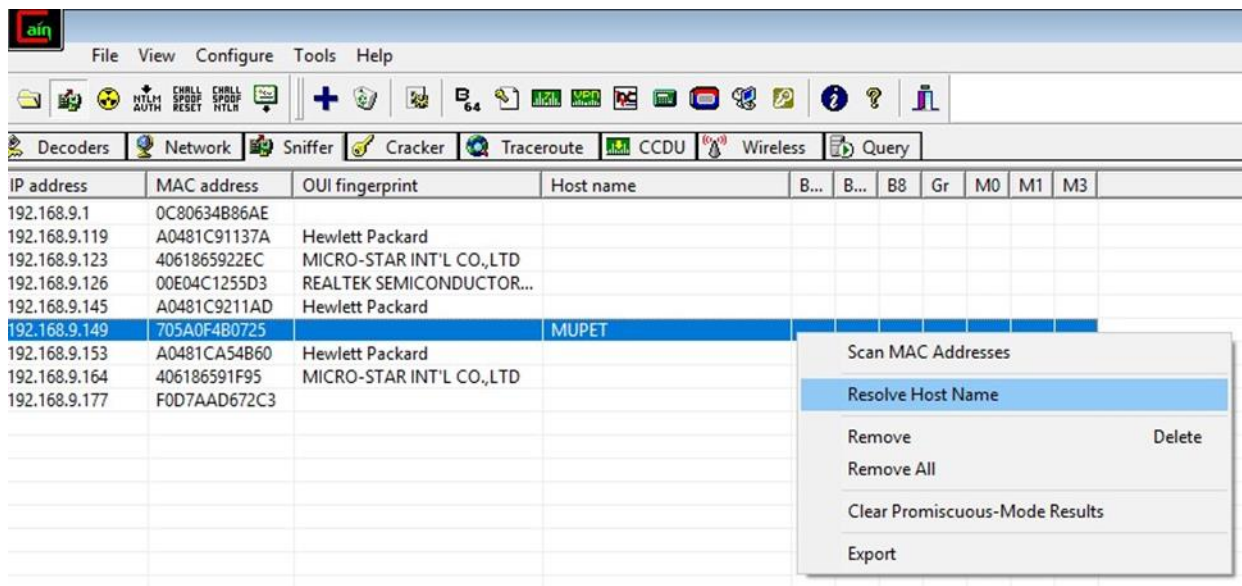 Caín
File View Configure Tools Help
NTLM AUTH CHALL SPOOF RESET CHALL SPOOF NTLM B64
Decoders Network Sniffer Cracker Traceroute CCDU Wireless Query
IP address MAC address OUI fingerprint Host name B... B... B8 Gr M0 M1 M3
192.168.9.1 0C80634B86AE
192.168.9.119 A0481C91137A Hewlett Packard
192.168.9.123 4061865922EC MICRO-STAR INT'L CO.,LTD
192.168.9.126 00E04C1255D3 REALTEK SEMICONDUCTOR...
192.168.9.145 A0481C9211AD Hewlett Packard
192.168.9.149 705A0F4B0725 MUPET
192.168.9.153 A0481CA54B60 Hewlett Packard
192.168.9.164 406186591F95 MICRO-STAR INT'L CO.,LTD
192.168.9.177 F0D7AAD672C3
Scan MAC Addresses
Resolve Host Name
Remove Delete
Remove All
Clear Promiscuous-Mode Results
Export